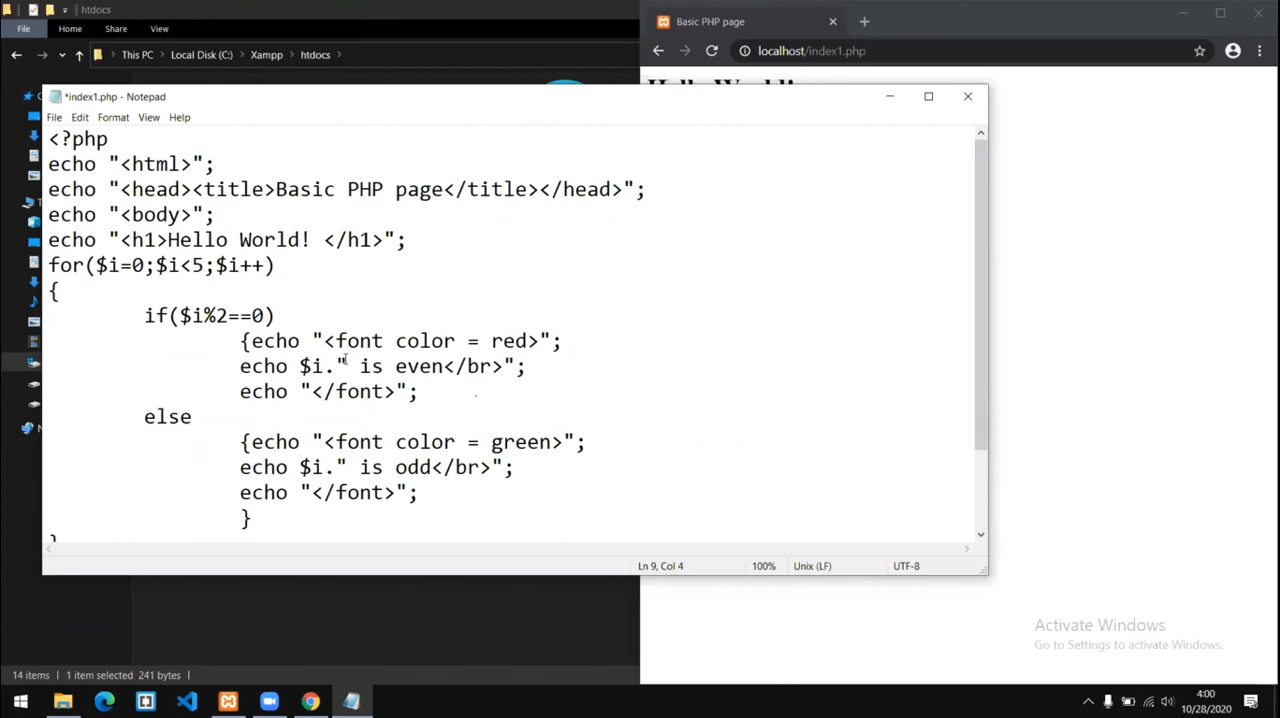 htdocs
Basic PHP page
File
Home
Share
View
localhost/index1.php
This PC
Local Disk (C:)
Xampp
htdocs
*index1.php - Notepad
File Edit Format View Help
<?php
echo "<html>";
echo "<head><title>Basic PHP page</title></head>";
echo "<body>";
echo "<h1>Hello World! </h1>";
for($i=0;$i<5;$i++)
{
if($i%2==0)
{echo "<font color = red>";
echo $i." is even</br>";
echo "</font>";
else
{echo "<font color = green>";
echo $i." is odd</br>";
echo "</font>";
}
}
Ln 9, Col 4
100%
Unix (LF)
UTF-8
Activate Windows
Go to Settings to activate Windows.
14 items
1 item selected 241 bytes
4:00
10/28/2020